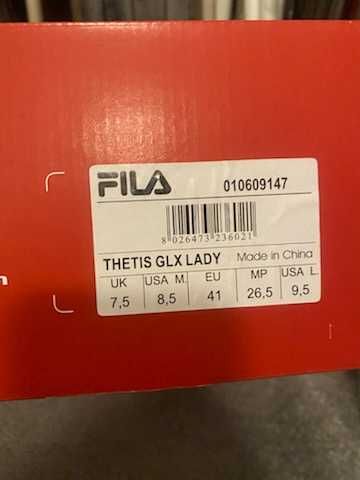 FILA 010609147
8 026473 236021
THETIS GLX LADY Made in China
UK USA M. EU MP USA L.
7,5 8,5 41 26,5 9,5